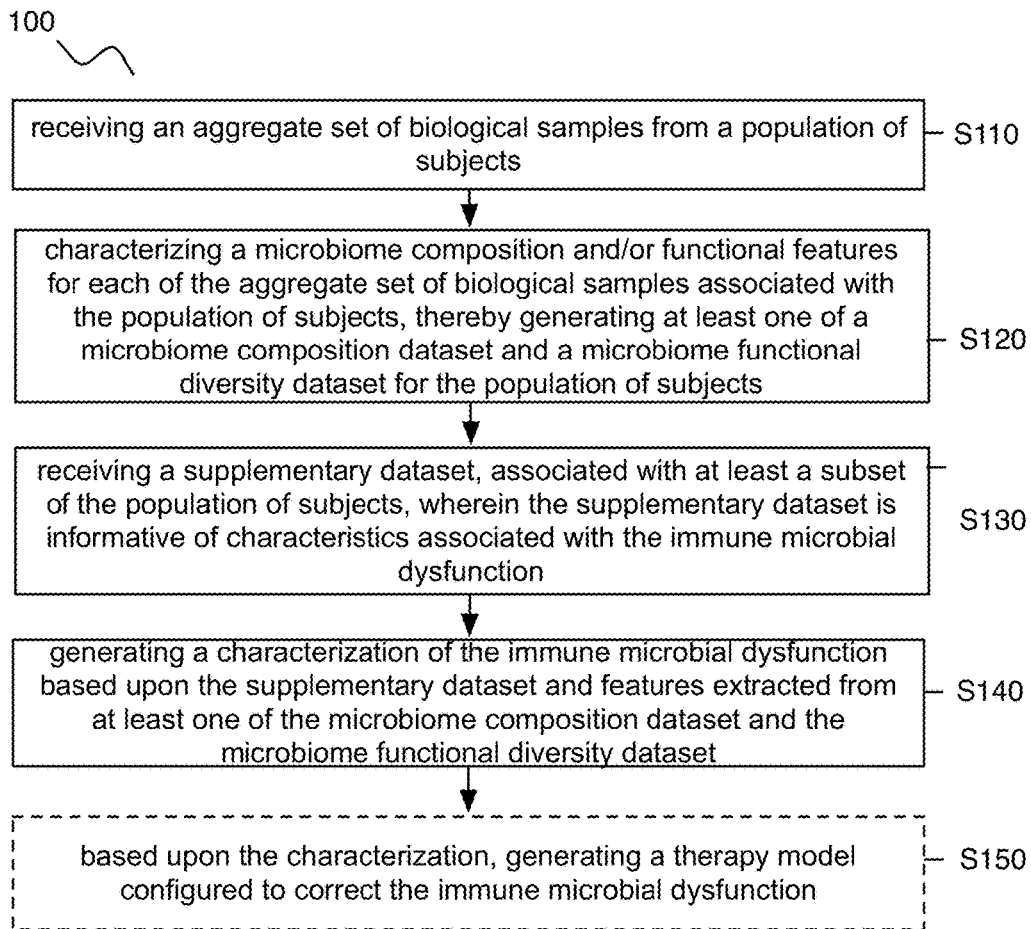 100
receiving an aggregate set of biological samples from a population of
subjects
S110
characterizing a microbiome composition and/or functional features
for each of the aggregate set of biological samples associated with
the population of subjects, thereby generating at least one of a
microbiome composition dataset and a microbiome functional
diversity dataset for the population of subjects
S120
receiving a supplementary dataset, associated with at least a subset
of the population of subjects, wherein the supplementary dataset is
informative of characteristics associated with the immune microbial
dysfunction
S130
generating a characterization of the immune microbial dysfunction
based upon the supplementary dataset and features extracted from
at least one of the microbiome composition dataset and the
microbiome functional diversity dataset
S140
based upon the characterization, generating a therapy model
configured to correct the immune microbial dysfunction
S150